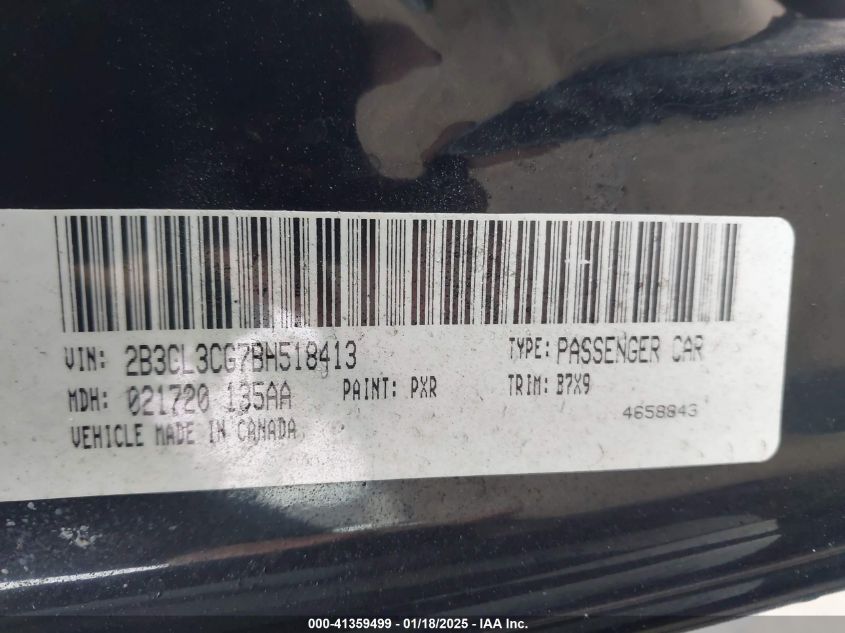 VIN: 2B3CL3CG7BH518413 TYPE: PASSENGER CAR
MDH: 021720 135AA PAINT: PXR TRIM: B7X9
VEHICLE MADE IN CANADA 4658843
000-41359499 - 01/18/2025 - IAA Inc.